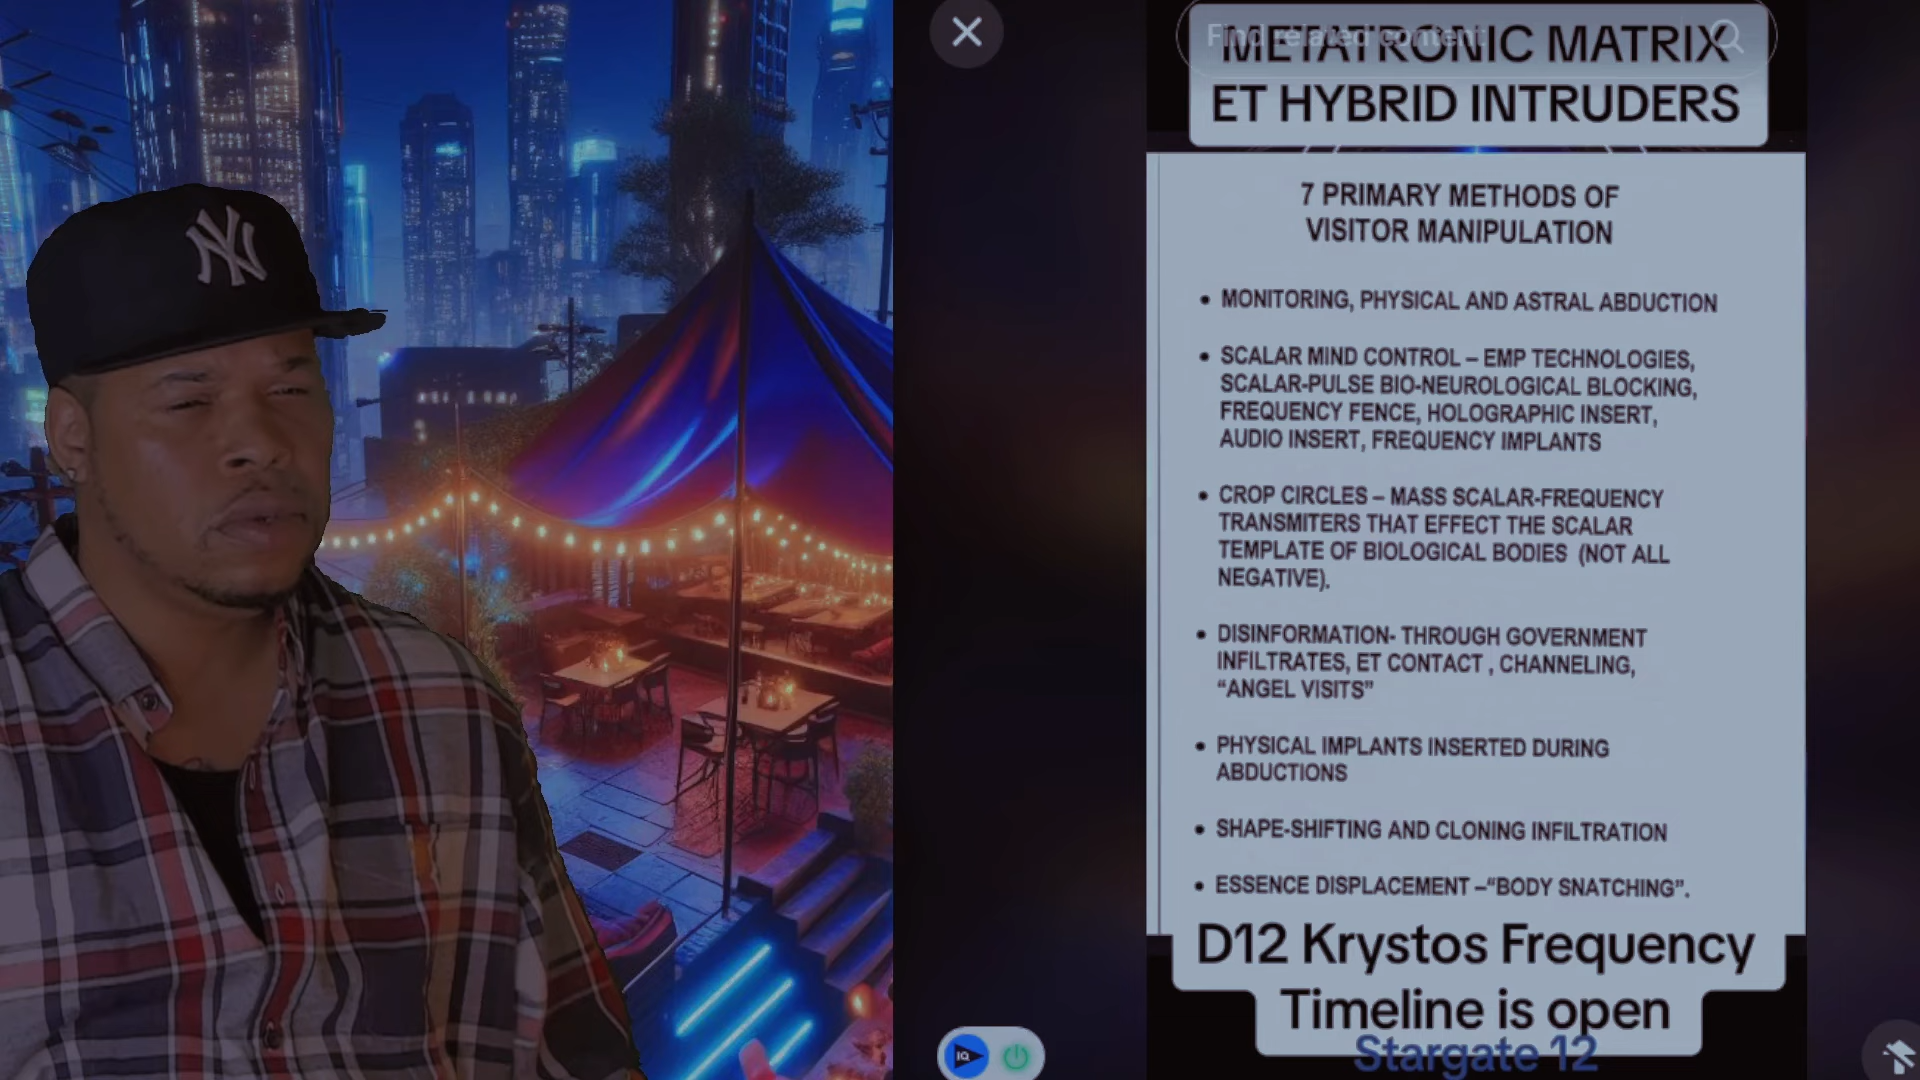 NY
Find related content
METATRONIC MATRIX
ET HYBRID INTRUDERS
7 PRIMARY METHODS OF
VISITOR MANIPULATION
• MONITORING, PHYSICAL AND ASTRAL ABDUCTION
• SCALAR MIND CONTROL – EMP TECHNOLOGIES,
SCALAR-PULSE BIO-NEUROLOGICAL BLOCKING,
FREQUENCY FENCE, HOLOGRAPHIC INSERT,
AUDIO INSERT, FREQUENCY IMPLANTS
• CROP CIRCLES – MASS SCALAR-FREQUENCY
TRANSMITERS THAT EFFECT THE SCALAR
TEMPLATE OF BIOLOGICAL BODIES (NOT ALL
NEGATIVE).
• DISINFORMATION- THROUGH GOVERNMENT
INFILTRATES, ET CONTACT , CHANNELING,
“ANGEL VISITS”
• PHYSICAL IMPLANTS INSERTED DURING
ABDUCTIONS
• SHAPE-SHIFTING AND CLONING INFILTRATION
• ESSENCE DISPLACEMENT –“BODY SNATCHING”.
D12 Krystos Frequency
Timeline is open
Stargate 12
IQ